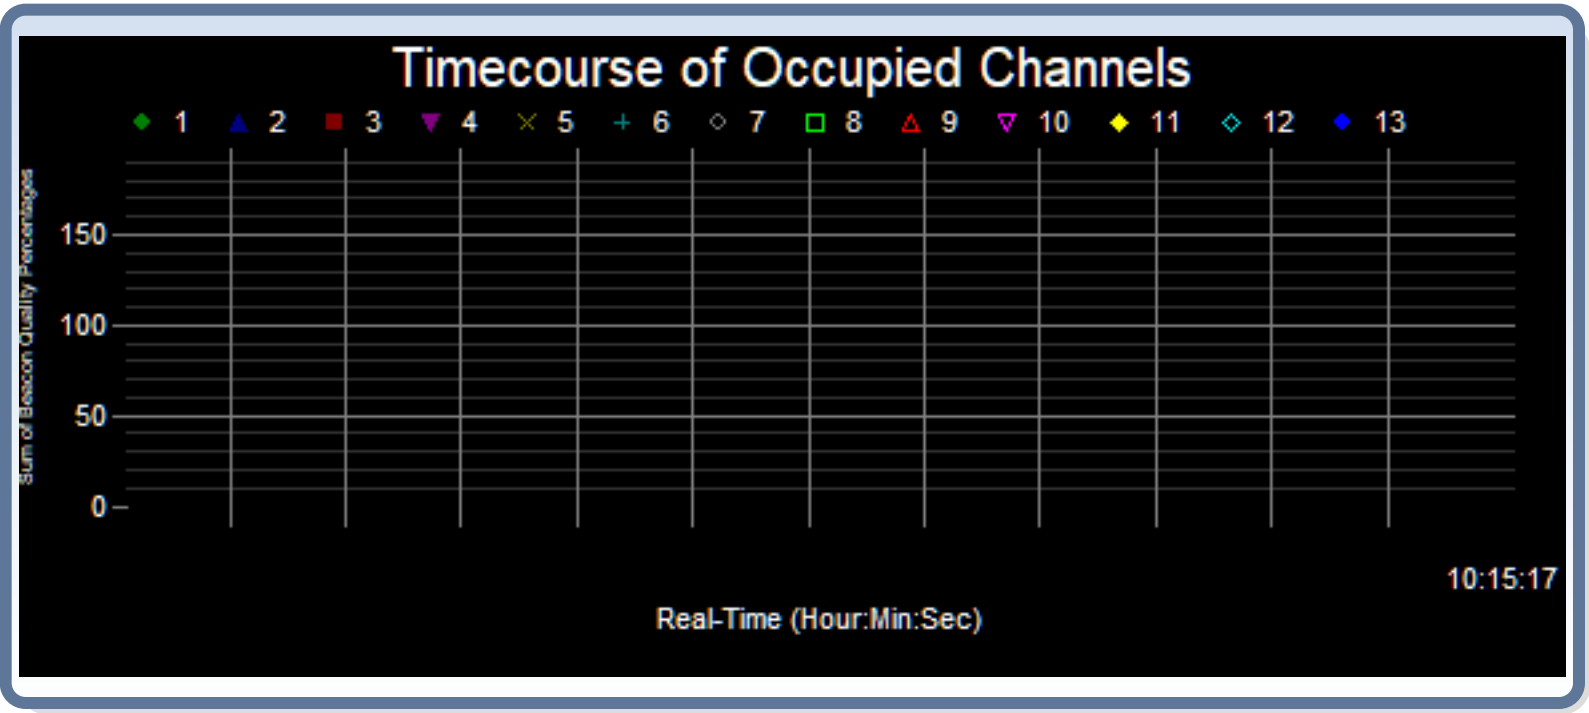 Timecourse of Occupied Channels
1 2 3 4 5 6 7 8 9 10 11 12 13
Sum of Beacon Quality Percentages
150
100
50
0
10:15:17
Real-Time (Hour:Min:Sec)